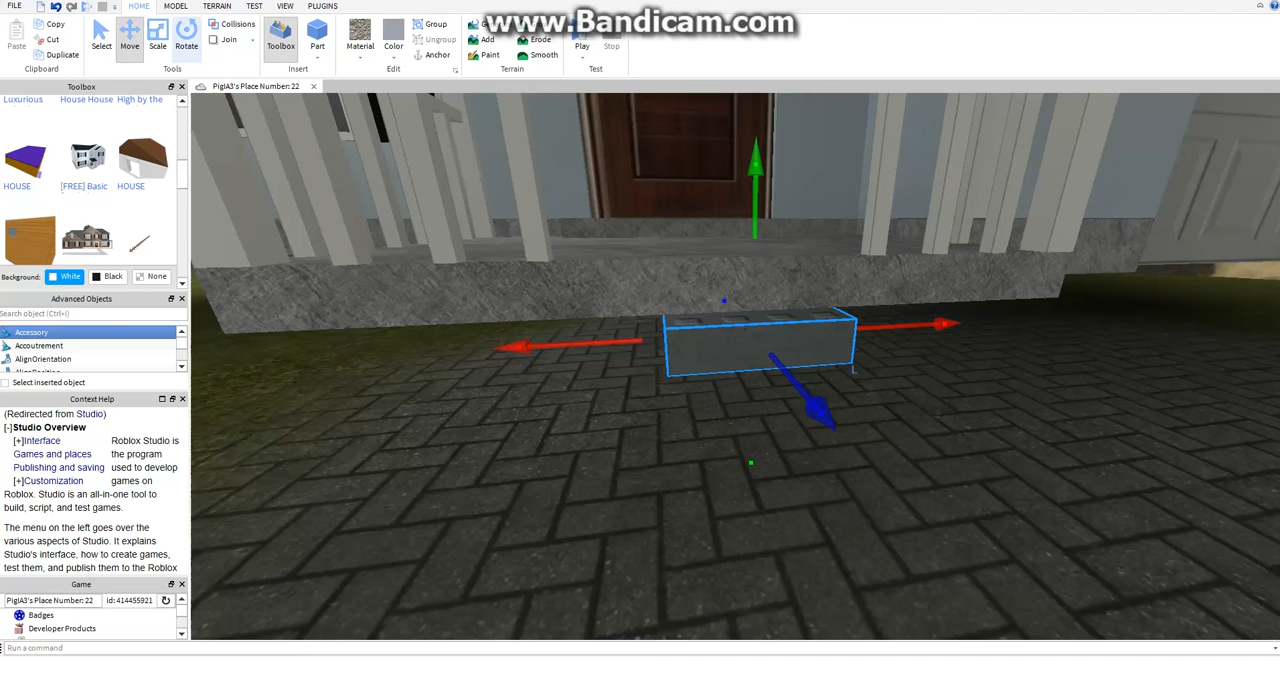 www.Bandicam.com
FILE HOME MODEL TERRAIN TEST VIEW PLUGINS
Paste Copy Cut Duplicate
Select Move Scale Rotate Collisions Join
Toolbox Part
Material Color Group Ungroup Anchor
Add Paint Erode Smooth
Play Stop
Clipboard Tools Insert Edit Terrain Test
Toolbox
PigIA3's Place Number: 22
Luxurious House House High by the
HOUSE [FREE] Basic HOUSE
Background: White Black None
Advanced Objects
Search object (Ctrl+i)
Accessory
Accoutrement
AlignOrientation
Select inserted object
Context Help
(Redirected from Studio)
[-]Studio Overview
[+]Interface
Games and places
Publishing and saving
[+]Customization
Roblox Studio is
the program
used to develop
games on
Roblox. Studio is an all-in-one tool to
build, script, and test games.
The menu on the left goes over the
various aspects of Studio. It explains
Studio's interface, how to create games,
test them, and publish them to the Roblox
Game
PigIA3's Place Number: 22 Id: 414455921
Badges
Developer Products
Run a command